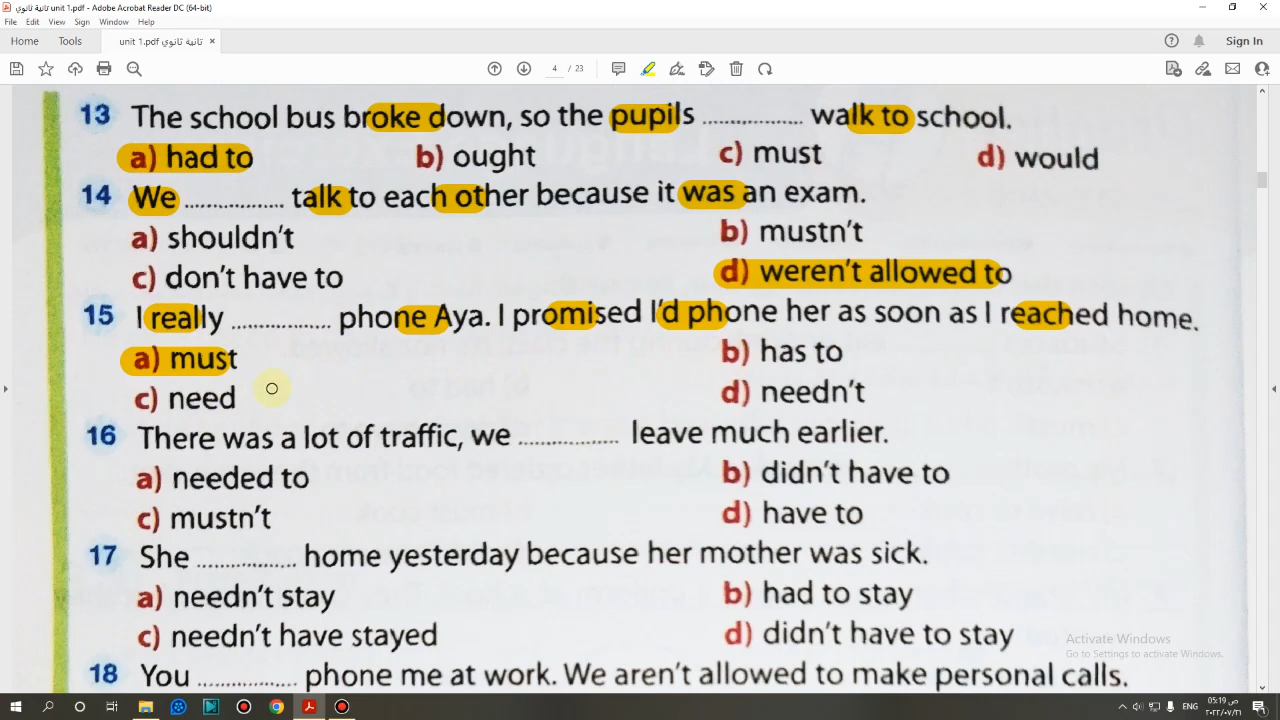 ثانية ثانوي unit 1.pdf - Adobe Acrobat Reader DC (64-bit)
File Edit View Sign Window Help
Home Tools unit 1.pdf ثانية ثانوي × Sign In
4 / 23
13 The school bus broke down, so the pupils ............... walk to school.
a) had to b) ought c) must d) would
14 We ............... talk to each other because it was an exam.
a) shouldn't b) mustn't
c) don't have to d) weren't allowed to
15 I really ............... phone Aya. I promised I'd phone her as soon as I reached home.
a) must b) has to
c) need d) needn't
16 There was a lot of traffic, we ............... leave much earlier.
a) needed to b) didn't have to
c) mustn't d) have to
17 She ............... home yesterday because her mother was sick.
a) needn't stay b) had to stay
c) needn't have stayed d) didn't have to stay
Activate Windows
Go to Settings to activate Windows.
18 You ............... phone me at work. We aren't allowed to make personal calls.
ENG 05:19 ص
٢٠٢٢/٠٧/٣١